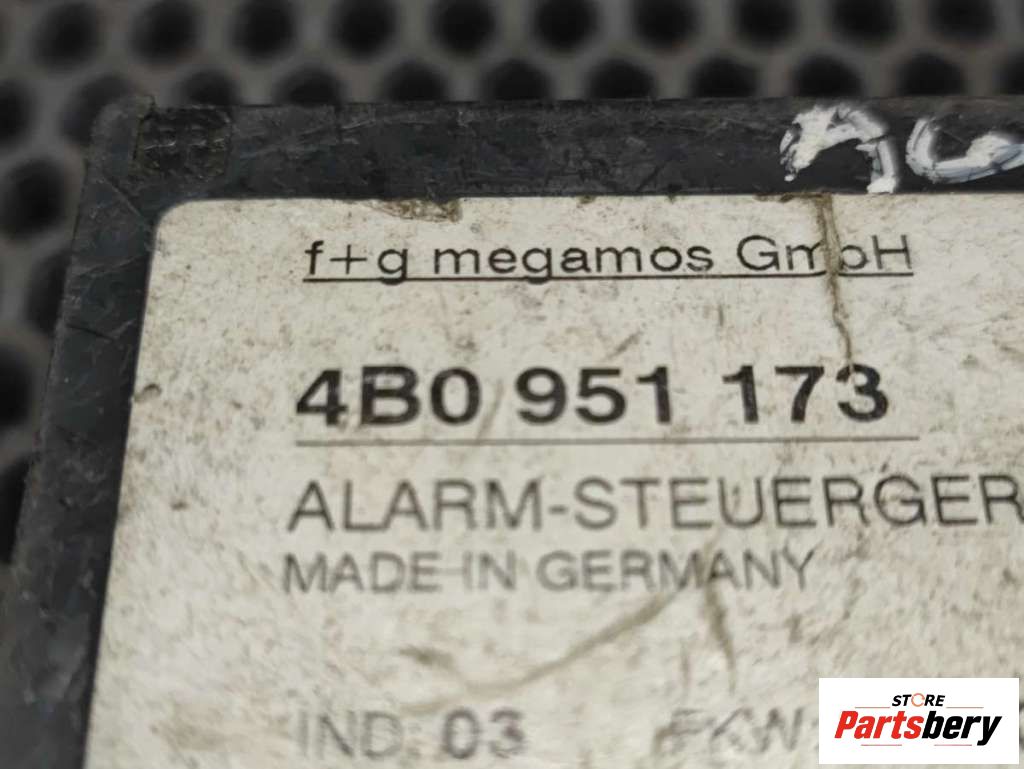 f+g megamos GmbH
4B0 951 173
ALARM-STEUERGER
MADE IN GERMANY
IND. 03
STORE
Partsbery